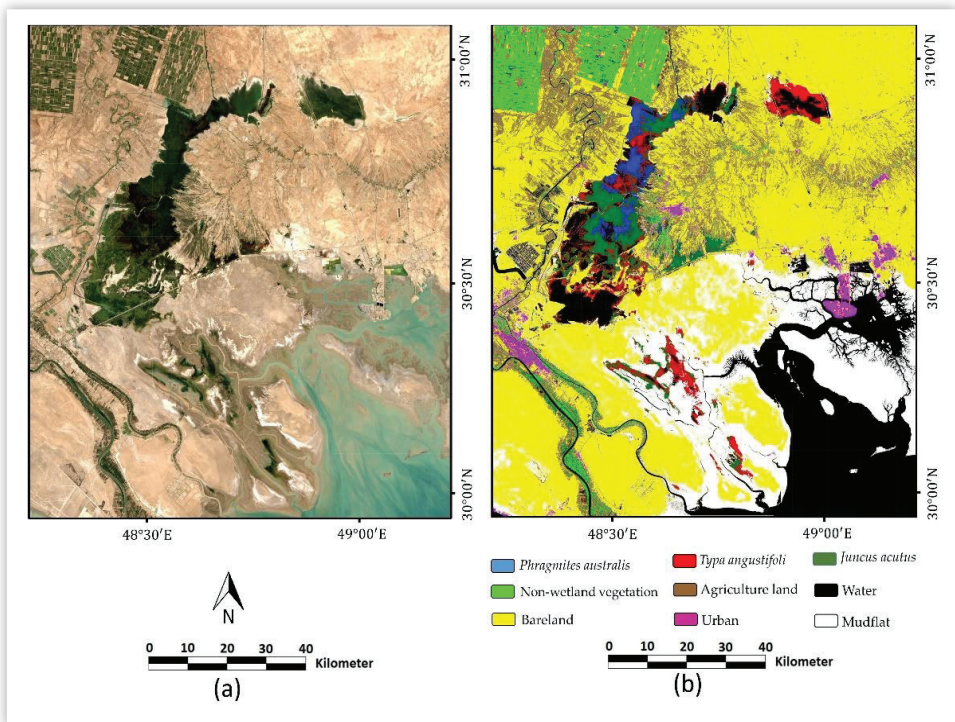 31°00′N
30°30′N
30°00′N
48°30′E
49°00′E
N
0 10 20 30 40
Kilometer
(a)
31°00′N
30°30′N
30°00′N
48°30′E
49°00′E
Phragmites australis
Typa angustifoli
Juncus acutus
Non-wetland vegetation
Agriculture land
Water
Bareland
Urban
Mudflat
0 10 20 30 40
Kilometer
(b)